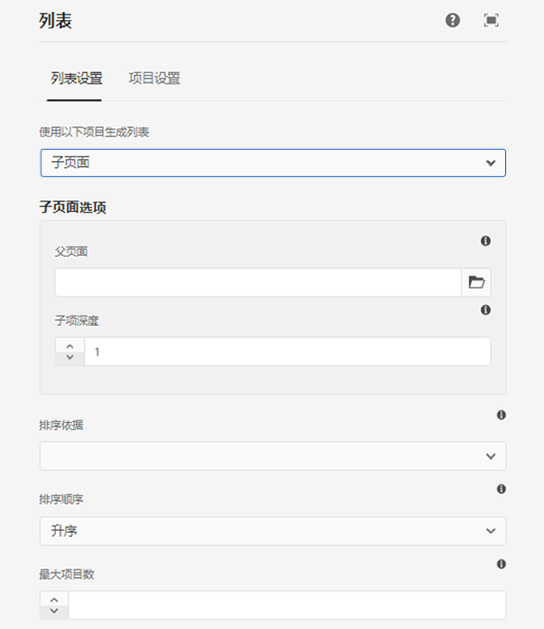 列表
列表设置 项目设置
使用以下项目生成列表
子页面
子页面选项
父页面
子项深度
1
排序依据
排序顺序
升序
最大项目数